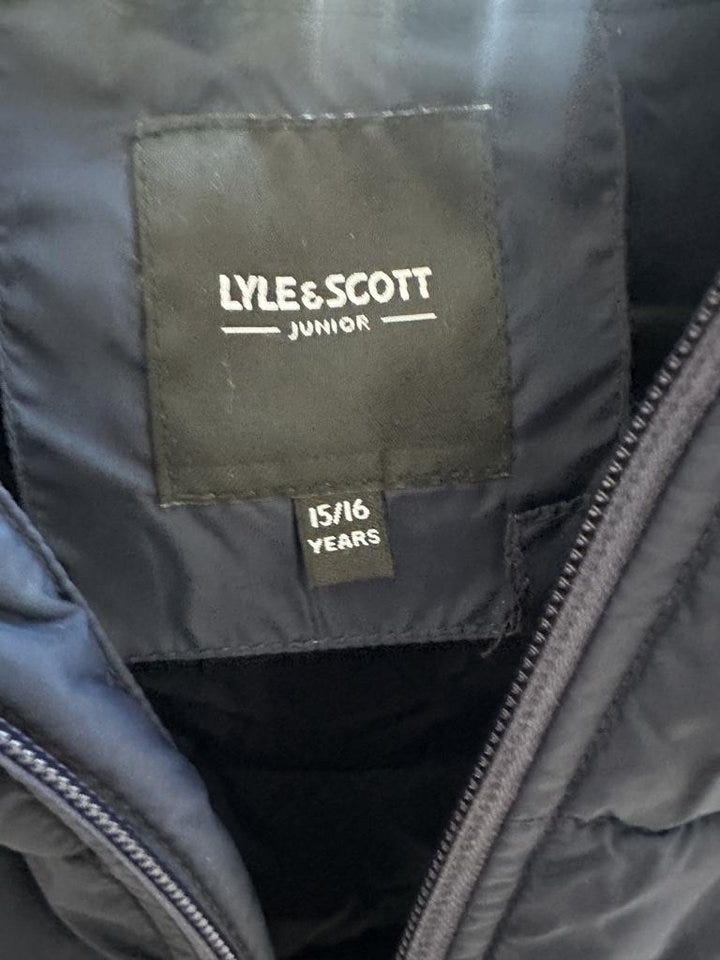 LYLE&SCOTT
JUNIOR
15/16
YEARS